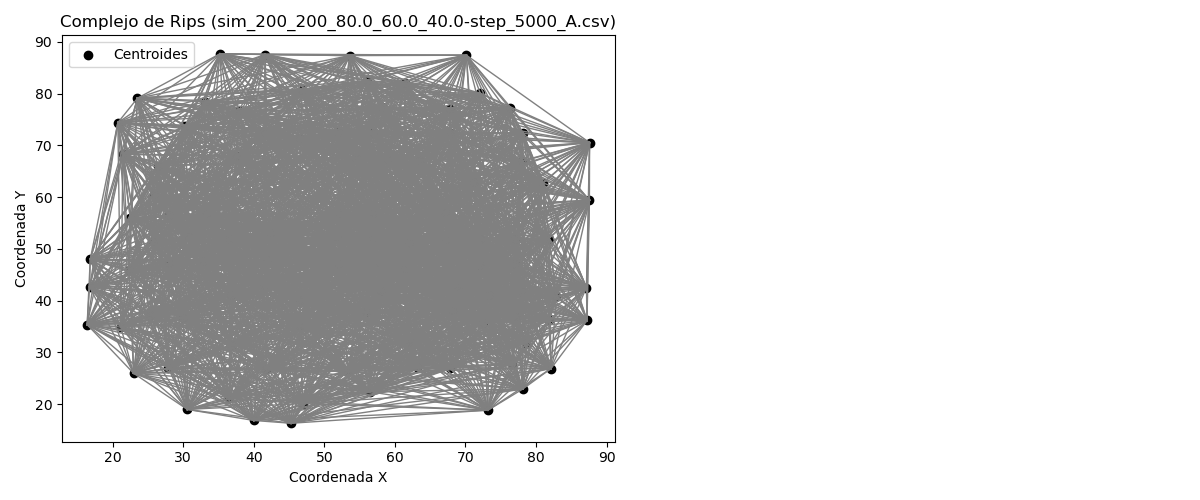 Complejo de Rips (sim_200_200_80.0_60.0_40.0-step_5000_A.csv)
Centroides
90
80
70
60
50
40
30
20
Coordenada Y
20 30 40 50 60 70 80 90
Coordenada X